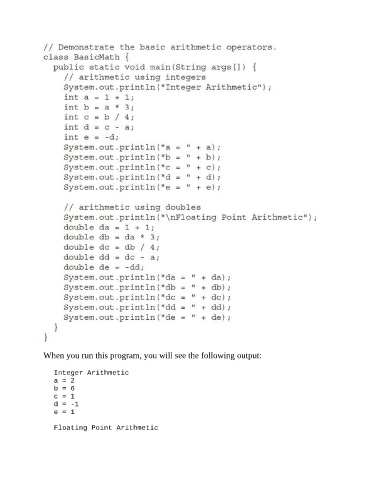 // Demonstrate the basic arithmetic operators.
class BasicMath {
  public static void main(String args[]) {
    // arithmetic using integers
    System.out.println("Integer Arithmetic");
    int a = 1 + 1;
    int b = a * 3;
    int c = b / 4;
    int d = c - a;
    int e = -d;
    System.out.println("a = " + a);
    System.out.println("b = " + b);
    System.out.println("c = " + c);
    System.out.println("d = " + d);
    System.out.println("e = " + e);

    // arithmetic using doubles
    System.out.println("\nFloating Point Arithmetic");
    double da = 1 + 1;
    double db = da * 3;
    double dc = db / 4;
    double dd = dc - a;
    double de = -dd;
    System.out.println("da = " + da);
    System.out.println("db = " + db);
    System.out.println("dc = " + dc);
    System.out.println("dd = " + dd);
    System.out.println("de = " + de);
  }
}
When you run this program, you will see the following output:
Integer Arithmetic
a = 2
b = 6
c = 1
d = -1
e = 1

Floating Point Arithmetic